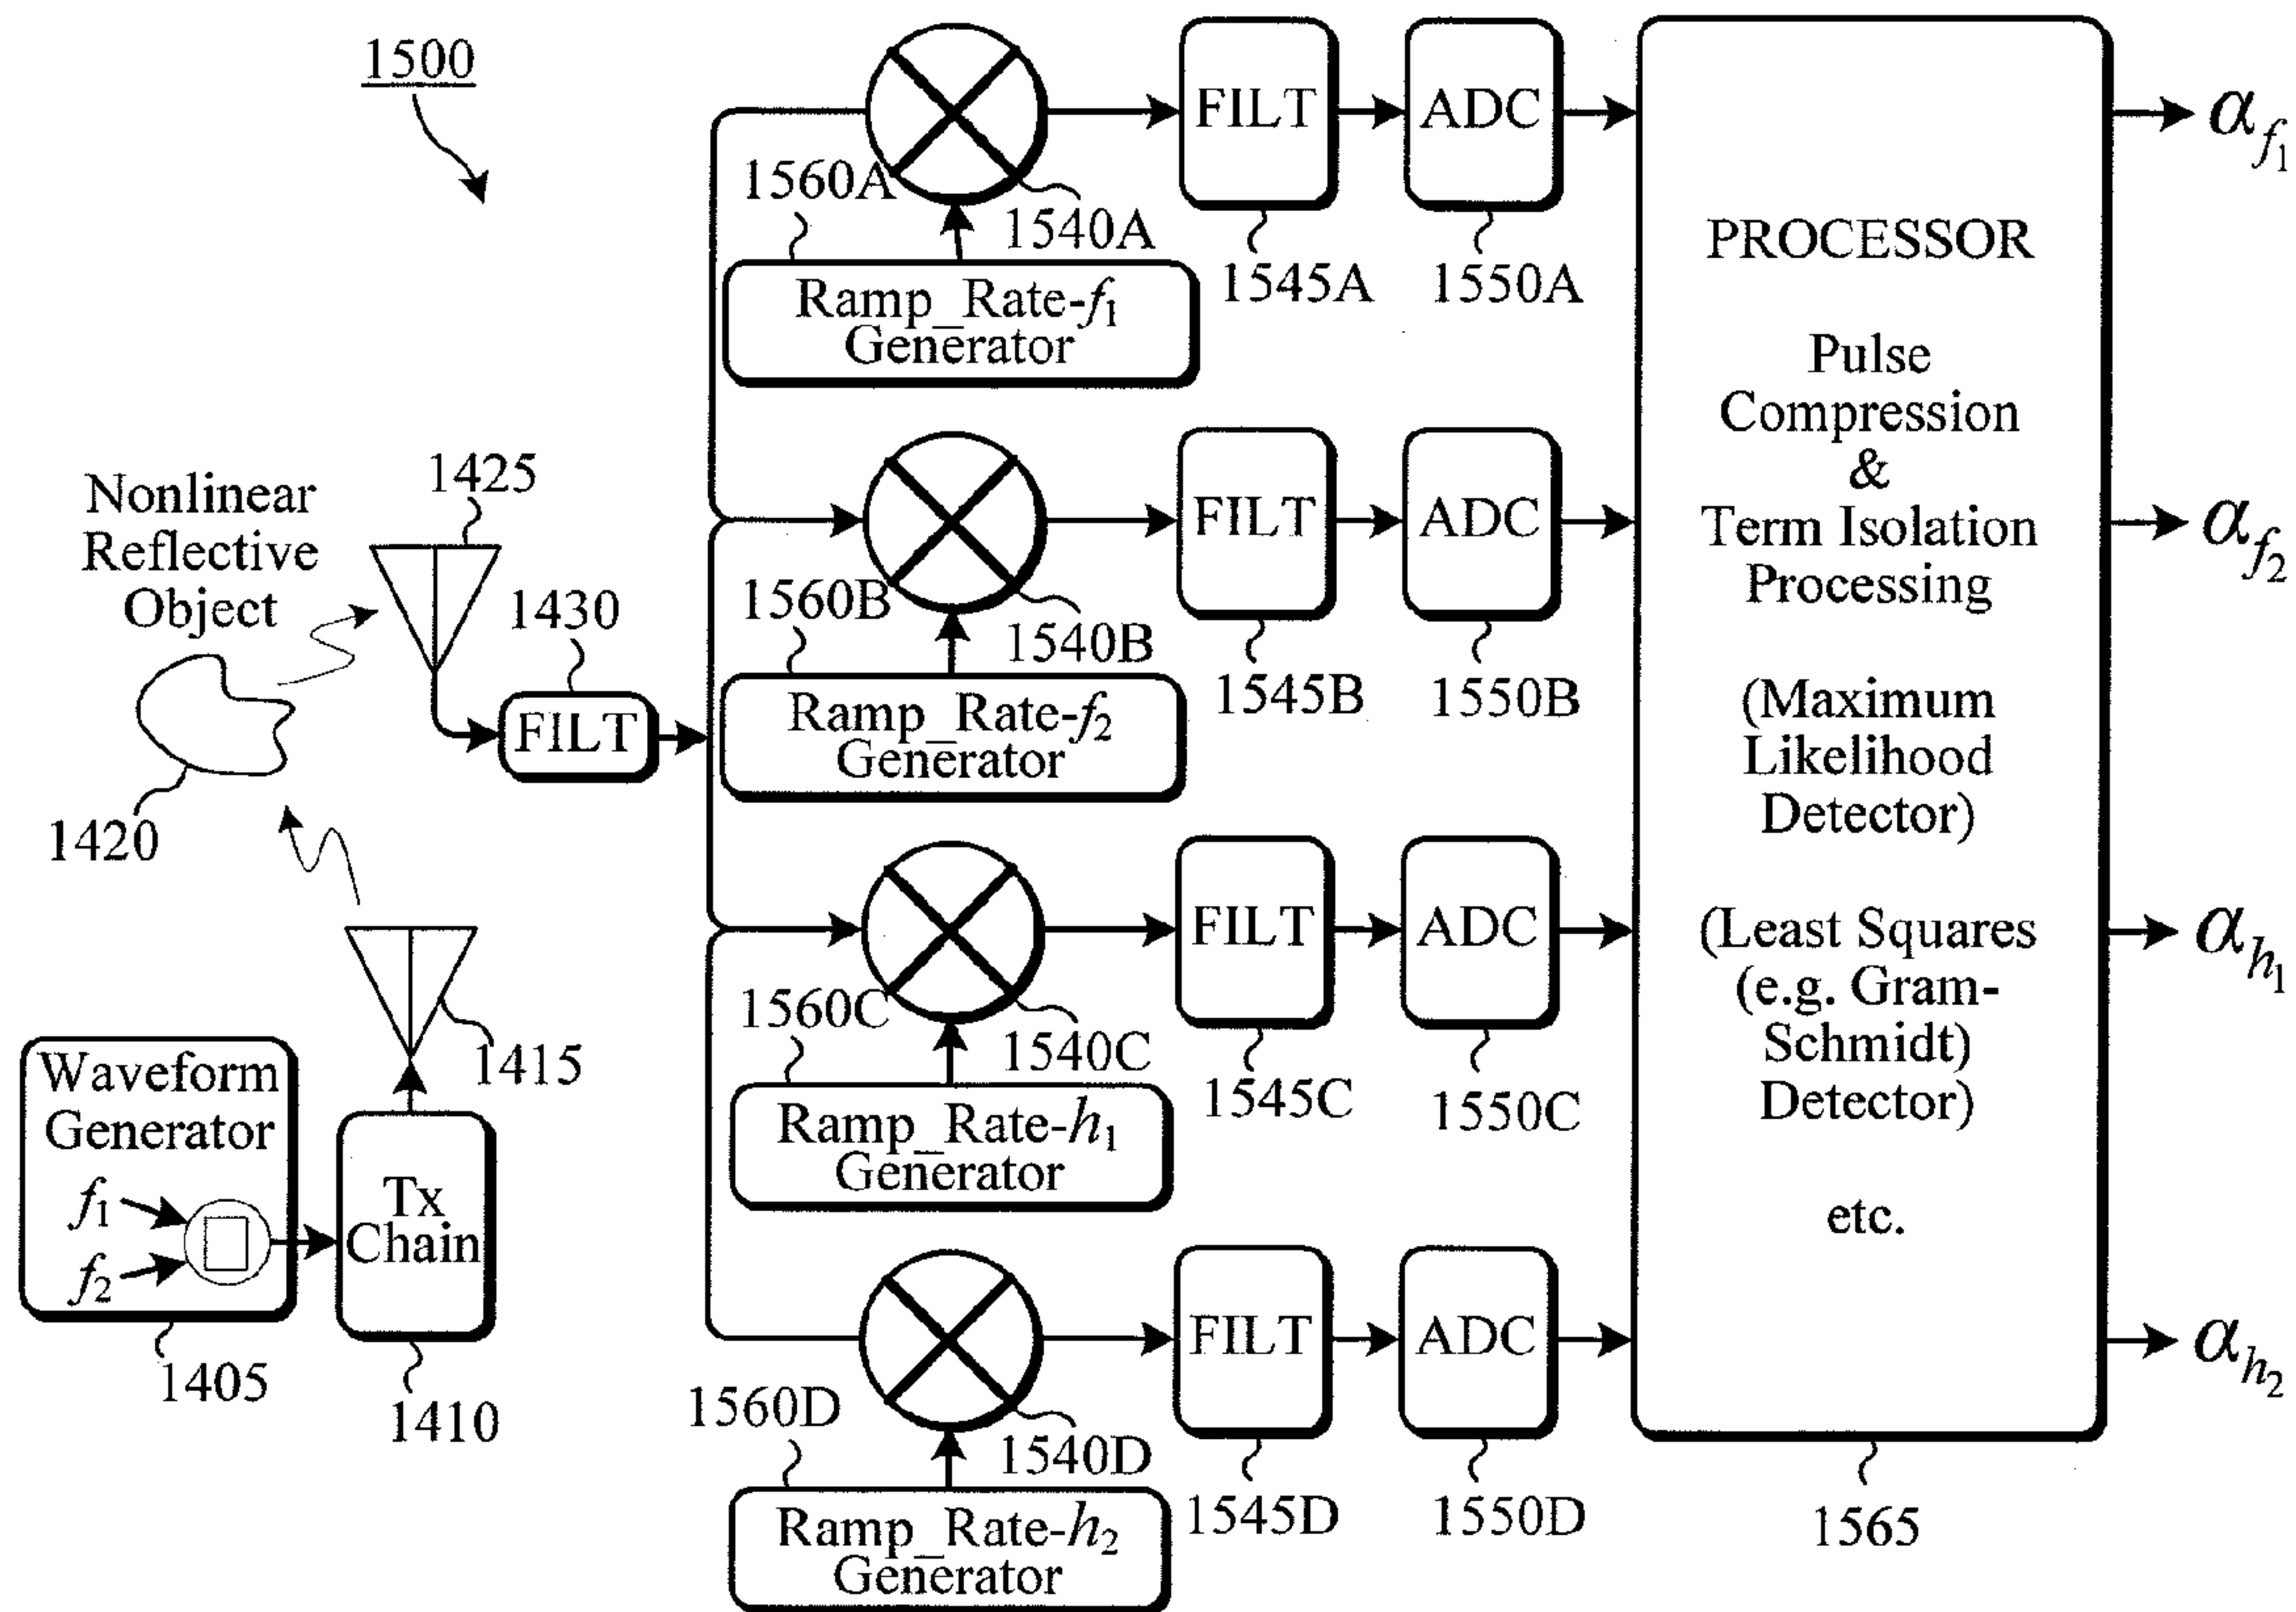 1500
1560A
1540A
Ramp_Rate-f1
Generator
FILT
1545A
ADC
1550A
Nonlinear
Reflective
Object
1425
1430
FILT
1420
1415
Waveform
Generator
f1
f2
1405
Tx
Chain
1410
1560B
1540B
Ramp_Rate-f2
Generator
FILT
1545B
ADC
1550B
1560C
1540C
Ramp_Rate-h1
Generator
FILT
1545C
ADC
1550C
1560D
1540D
Ramp_Rate-h2
Generator
FILT
1545D
ADC
1550D
PROCESSOR
Pulse
Compression
&
Term Isolation
Processing
(Maximum
Likelihood
Detector)
(Least Squares
(e.g. Gram-
Schmidt)
Detector)
etc.
1565
αf1
αf2
αh1
αh2